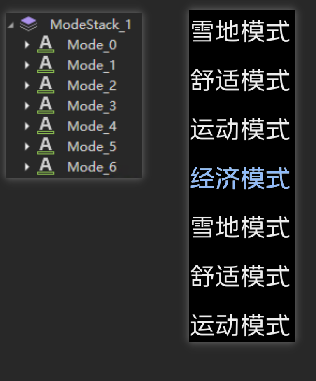 ModeStack_1
Mode_0
Mode_1
Mode_2
Mode_3
Mode_4
Mode_5
Mode_6
雪地模式
舒适模式
运动模式
经济模式
雪地模式
舒适模式
运动模式